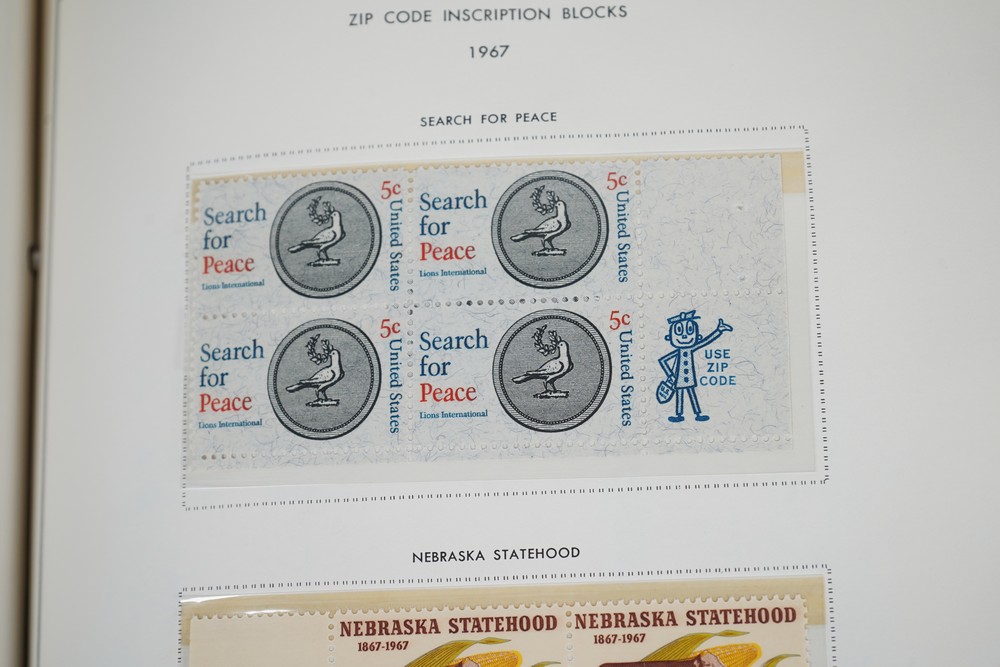 ZIP CODE INSCRIPTION BLOCKS
1967
SEARCH FOR PEACE
5c
Search
for
Peace
Lions International
United States
5c
Search
for
Peace
Lions International
United States
5c
Search
for
Peace
Lions International
United States
5c
Search
for
Peace
Lions International
United States
USE
ZIP
CODE
NEBRASKA STATEHOOD
NEBRASKA STATEHOOD
1867-1967
NEBRASKA STATEHOOD
1867-1967